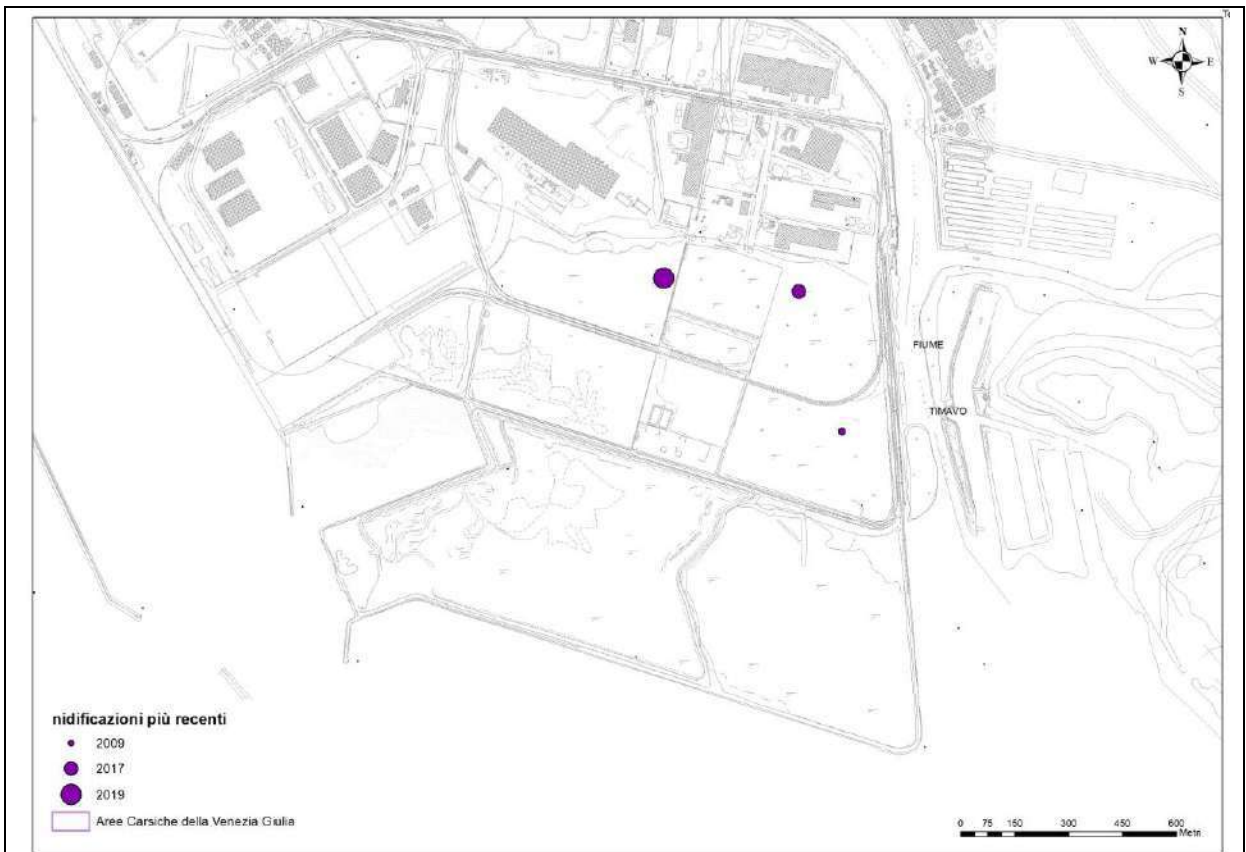 N
W E
S
FIUME
TIMAVO
nidificazioni più recenti
2009
2017
2019
Aree Carsiche della Venezia Giulia
0 75 150 300 450 600
Metri